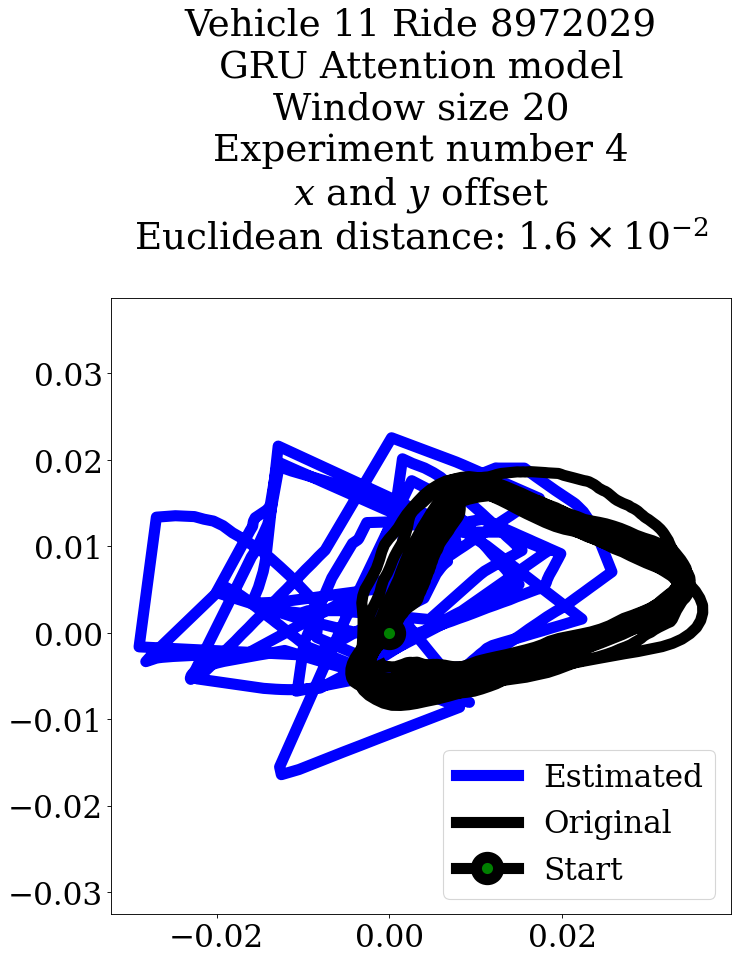 Vehicle 11 Ride 8972029
GRU Attention model
Window size 20
Experiment number 4
x and y offset
Euclidean distance: 1.6 × 10⁻²
0.03
0.02
0.01
0.00
−0.01
−0.02
−0.03
−0.02
0.00
0.02
Estimated
Original
Start